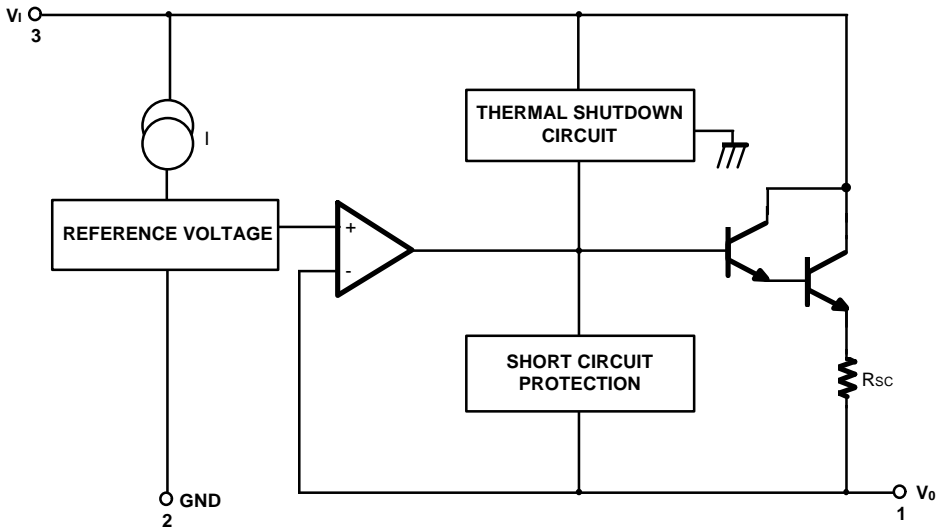 VI
3
THERMAL SHUTDOWN
CIRCUIT
I
REFERENCE VOLTAGE
+
-
SHORT CIRCUIT
PROTECTION
RSC
GND
2
V0
1